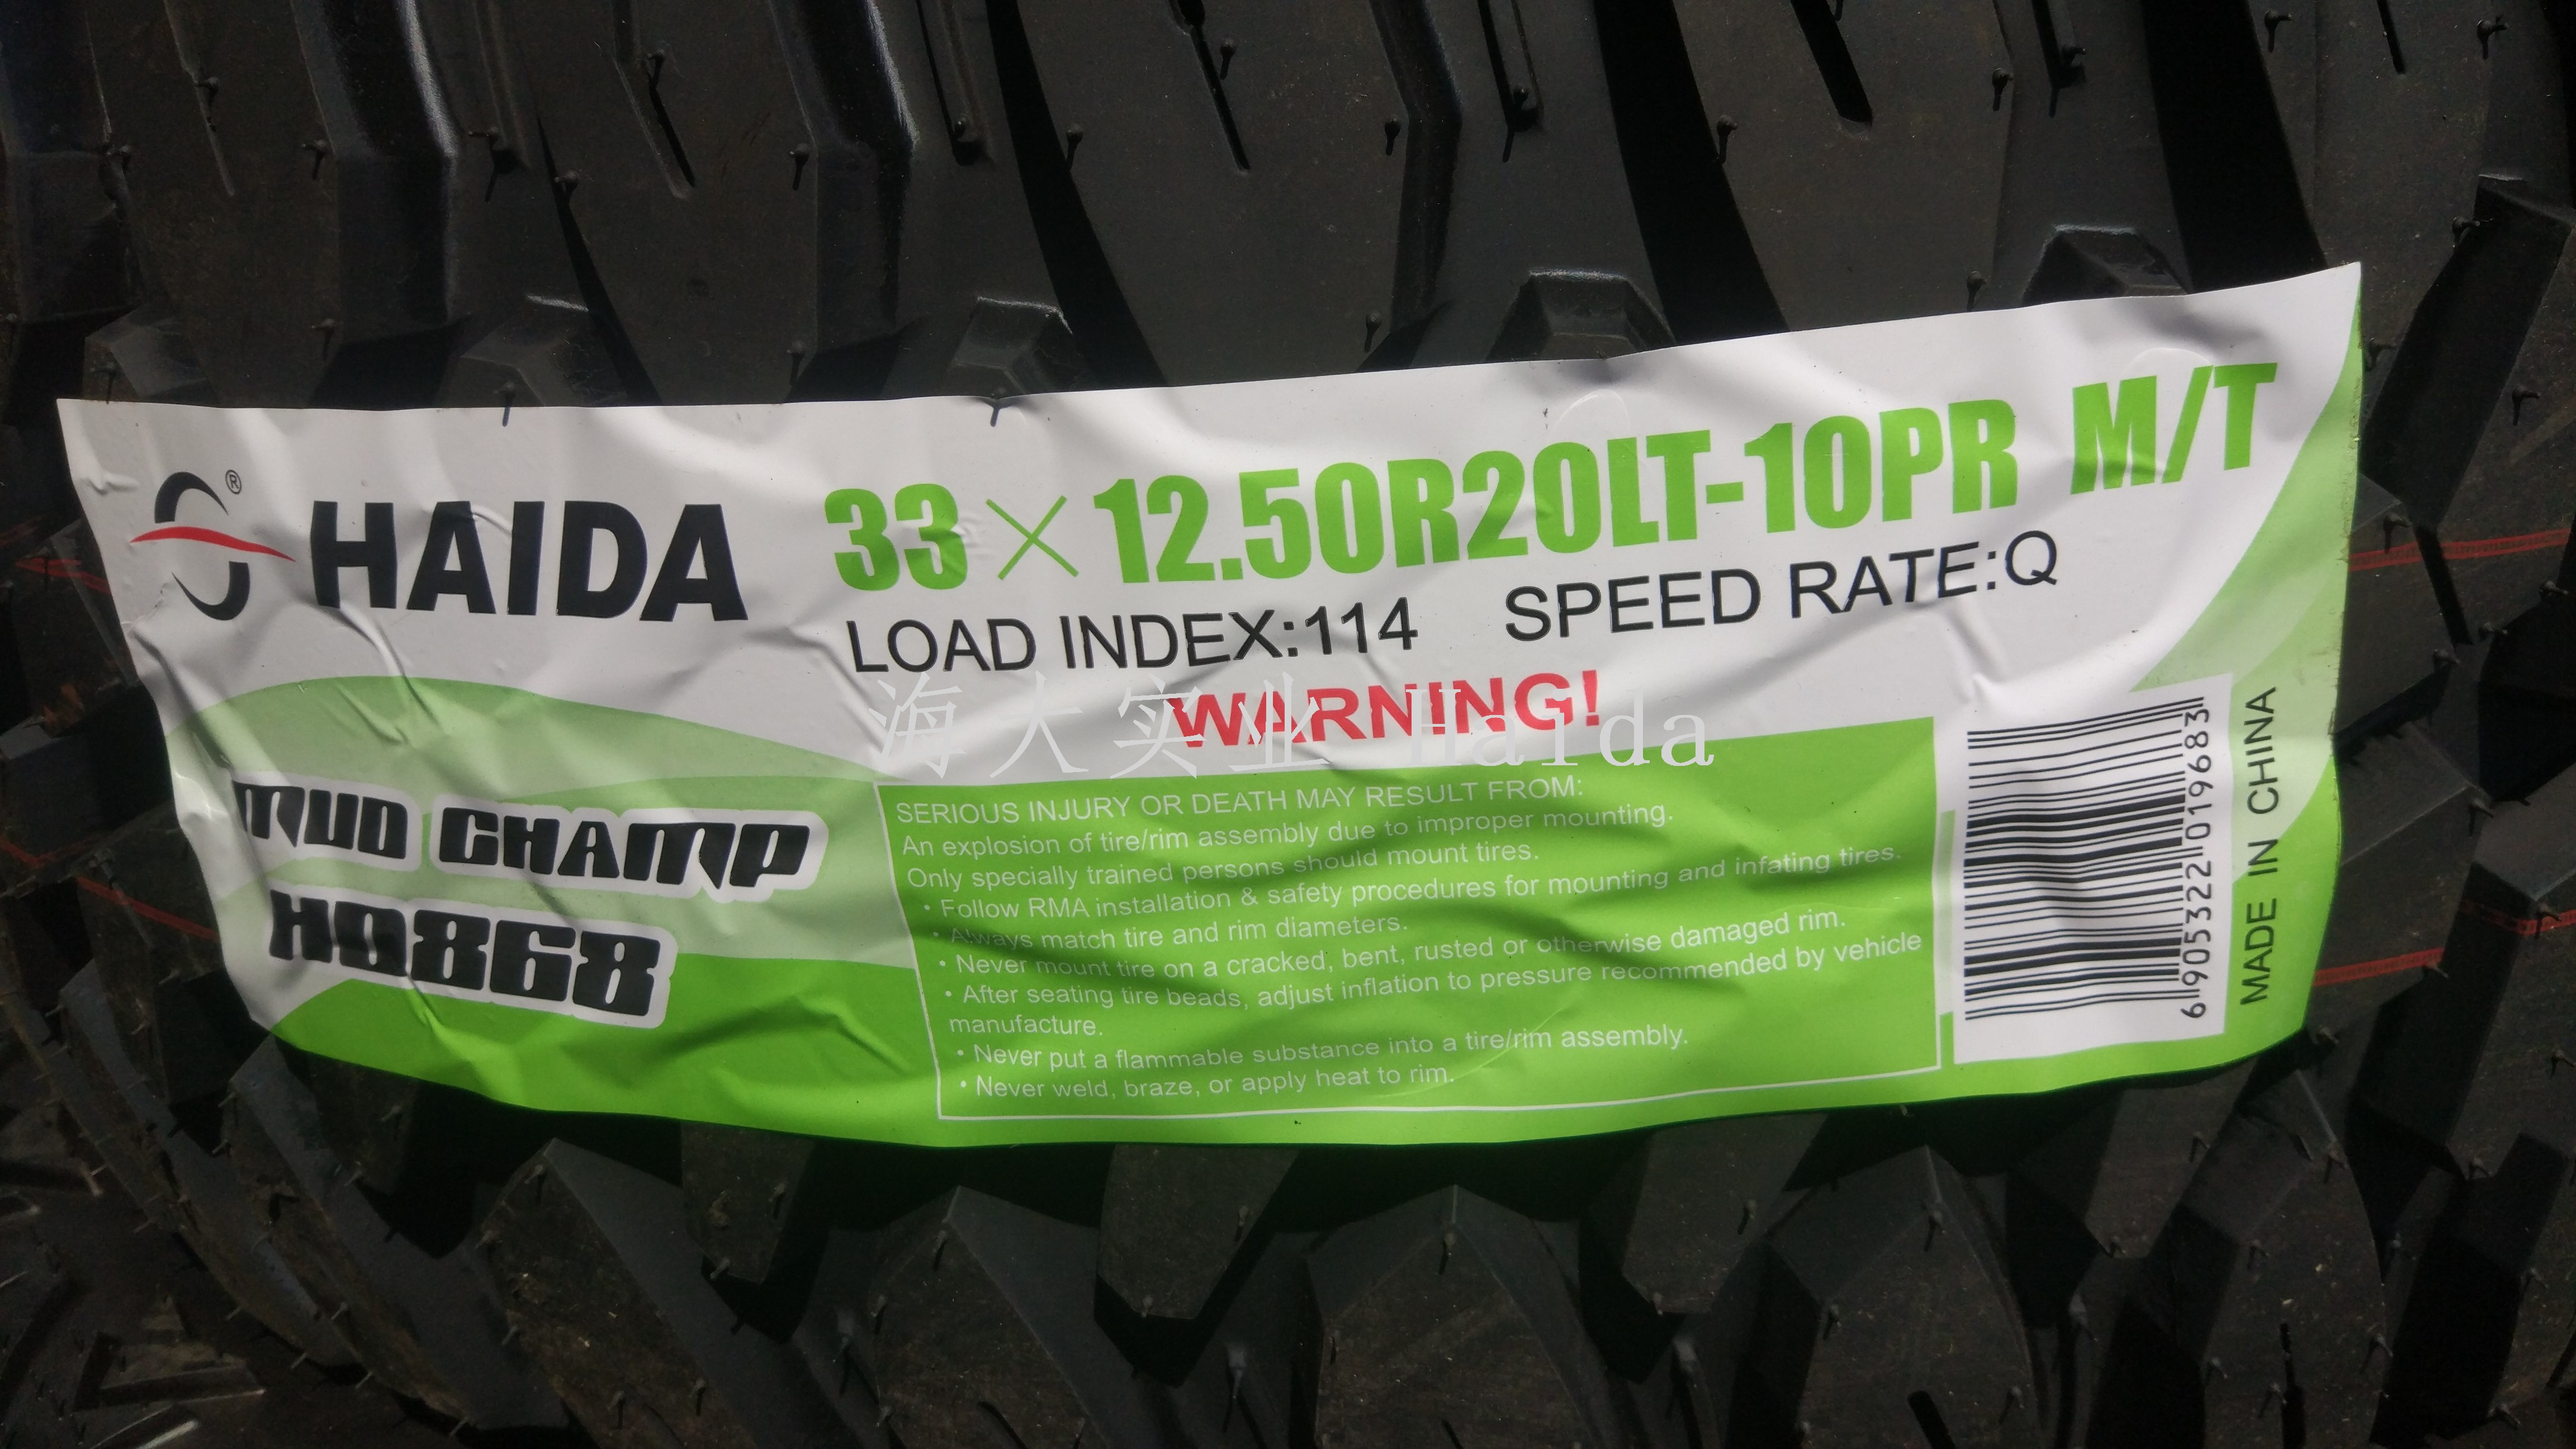 ®
HAIDA
33×12.50R20LT-10PR M/T
LOAD INDEX:114 SPEED RATE:Q
WARNING!
海大实业 Haida
MUD CHAMP
HD868
SERIOUS INJURY OR DEATH MAY RESULT FROM:
An explosion of tire/rim assembly due to improper mounting.
Only specially trained persons should mount tires.
• Follow RMA installation & safety procedures for mounting and infating tires.
• Always match tire and rim diameters.
• Never mount tire on a cracked, bent, rusted or otherwise damaged rim.
• After seating tire beads, adjust inflation to pressure recommended by vehicle
manufacture.
• Never put a flammable substance into a tire/rim assembly.
• Never weld, braze, or apply heat to rim.
6905322019683
MADE IN CHINA